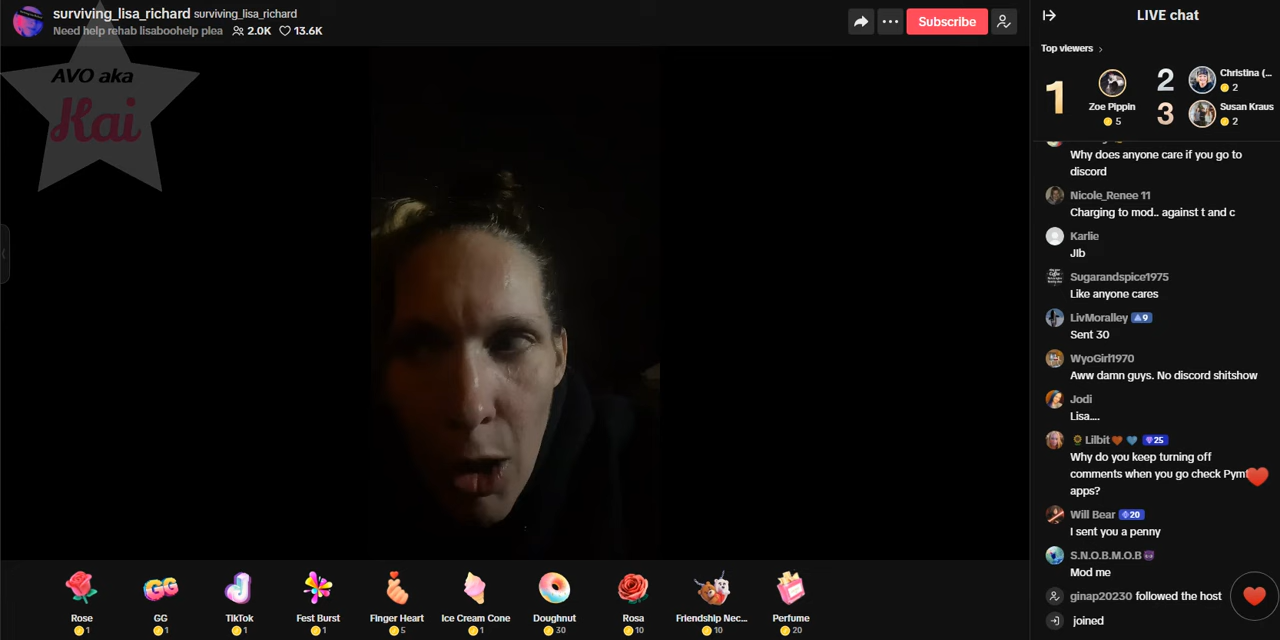 surviving_lisa_richard surviving_lisa_richard
Need help rehab lisaboohelp plea 2.0K 13.6K
Subscribe
AVO aka
Kai
LIVE chat
Top viewers
1
Zoe Pippin
5
2
Christina (...
2
3
Susan Kraus
2
Why does anyone care if you go to
discord
Nicole_Renee 11
Charging to mod.. against t and c
Karlie
Jlb
Sugarandspice1975
Like anyone cares
LivMoralley 9
Sent 30
WyoGirl1970
Aww damn guys. No discord shitshow
Jodi
Lisa....
Lilbit 25
Why do you keep turning off
comments when you go check Pymt
apps?
Will Bear 20
I sent you a penny
S.N.O.B.M.O.B
Mod me
ginap20230 followed the host
joined
GG
Rose
1
GG
1
TikTok
1
Fest Burst
1
Finger Heart
5
Ice Cream Cone
1
Doughnut
30
Rosa
10
Friendship Nec...
10
Perfume
20